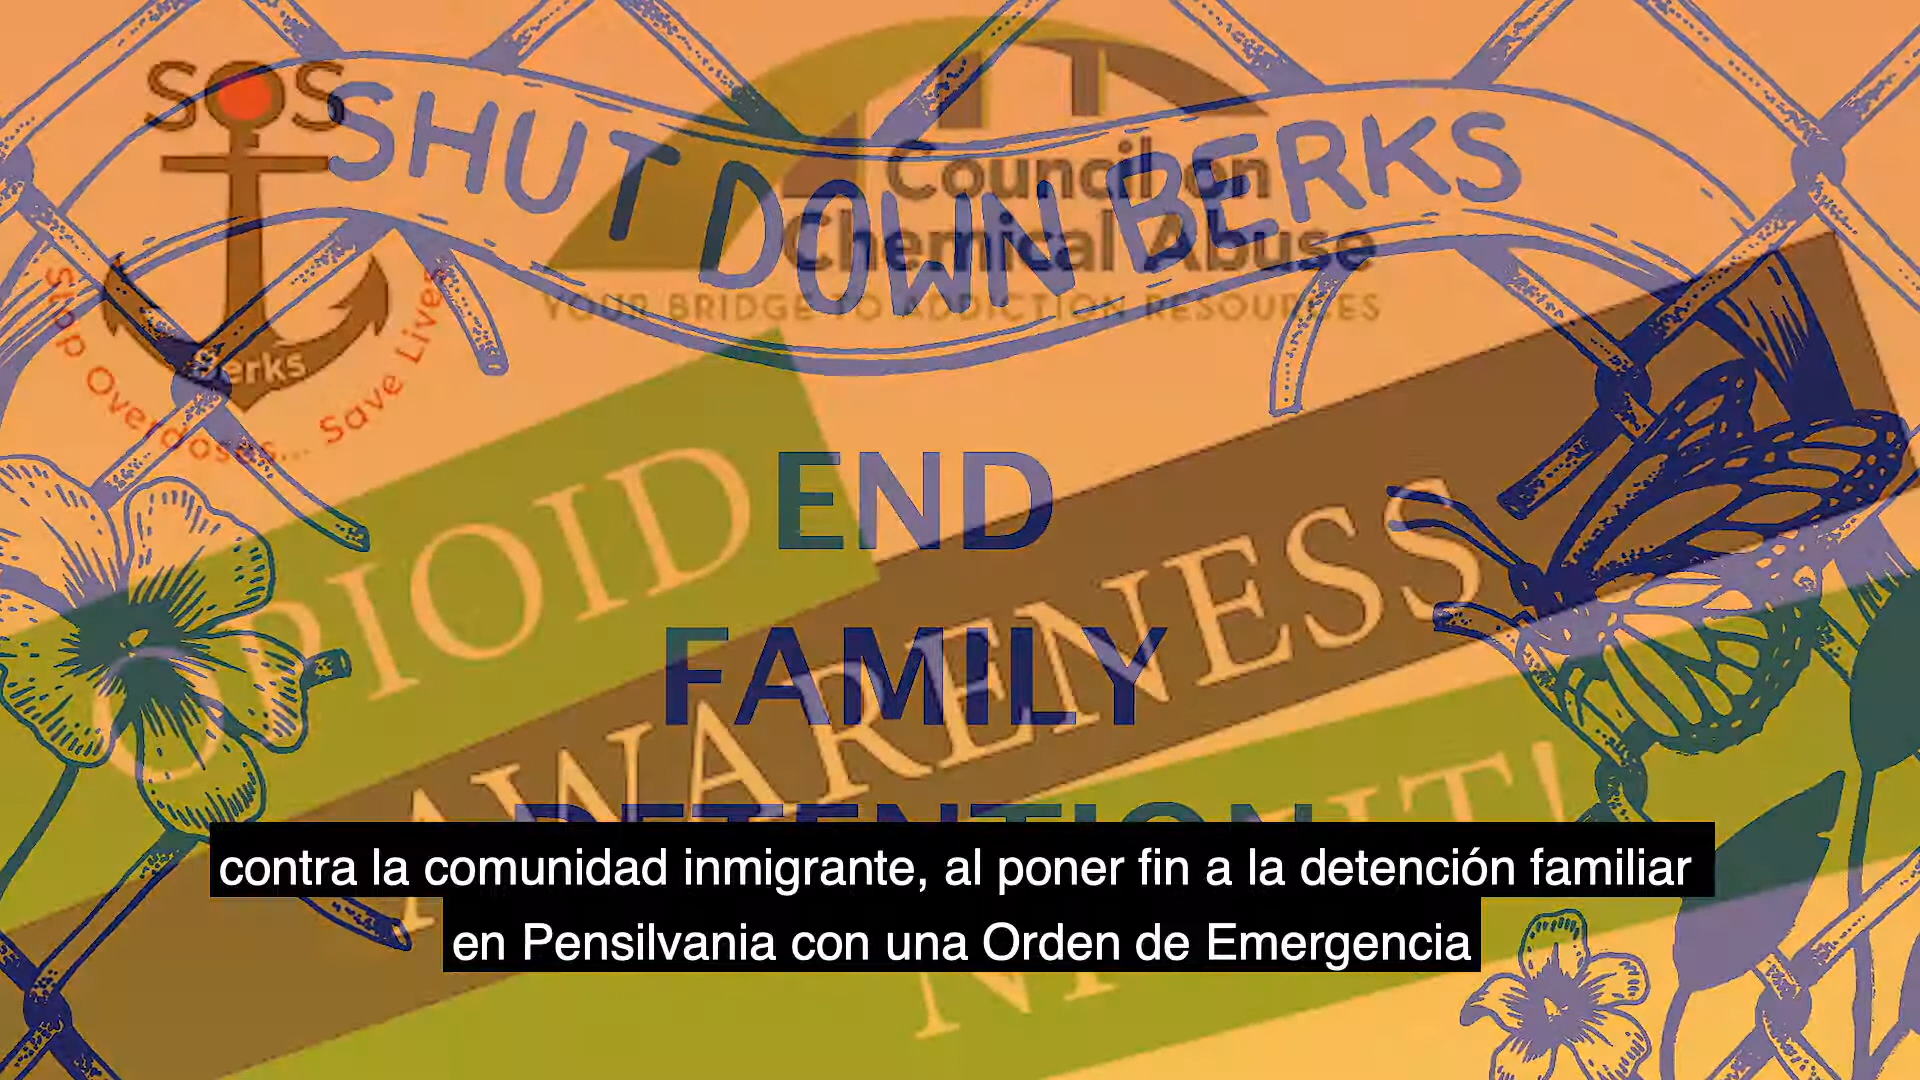 SOS
Berks
Stop Overdoses... Save Lives
SHUT DOWN BERKS
Council on
Chemical Abuse
YOUR BRIDGE TO ADDICTION RESOURCES
OPIOID
AWARENESS
END
FAMILY
DETENTION
contra la comunidad inmigrante, al poner fin a la detención familiar
en Pensilvania con una Orden de Emergencia